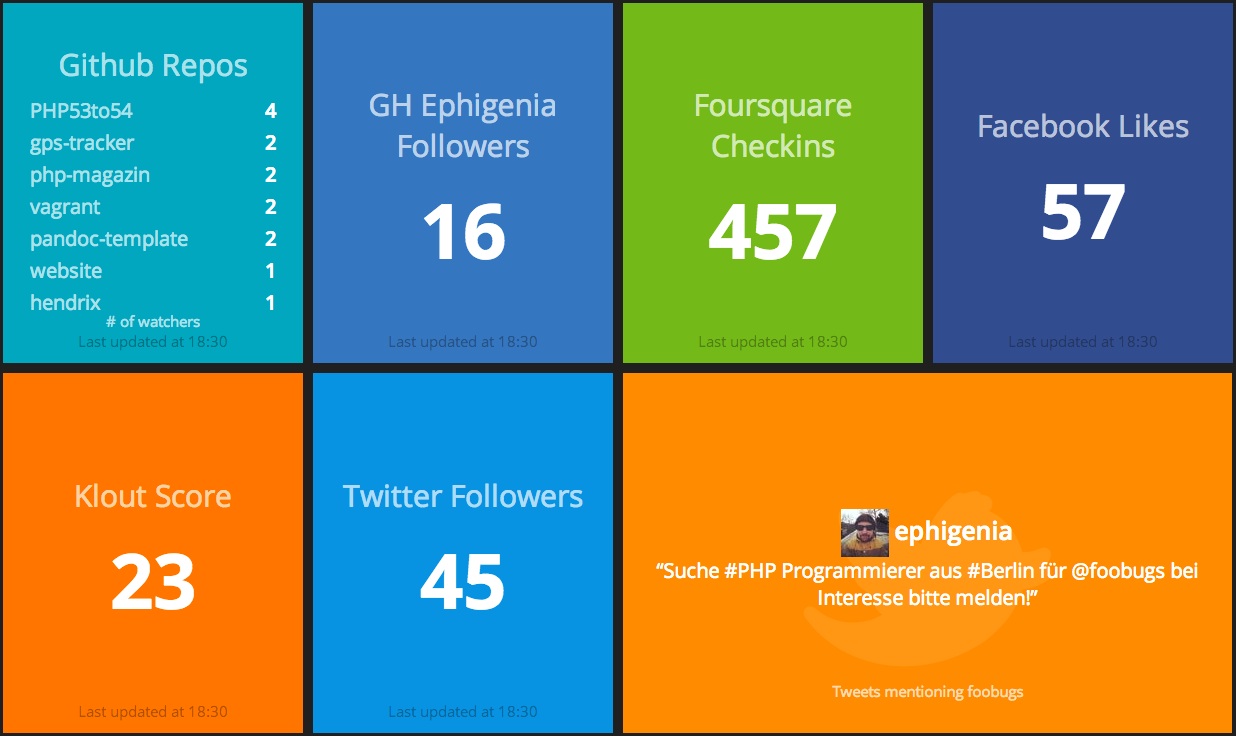 Github Repos
PHP53to54 4
gps-tracker 2
php-magazin 2
vagrant 2
pandoc-template 2
website 1
hendrix 1
# of watchers
Last updated at 18:30
GH Ephigenia
Followers
16
Last updated at 18:30
Foursquare
Checkins
457
Last updated at 18:30
Facebook Likes
57
Last updated at 18:30
Klout Score
23
Last updated at 18:30
Twitter Followers
45
Last updated at 18:30
ephigenia
“Suche #PHP Programmierer aus #Berlin für @foobugs bei
Interesse bitte melden!”
Tweets mentioning foobugs